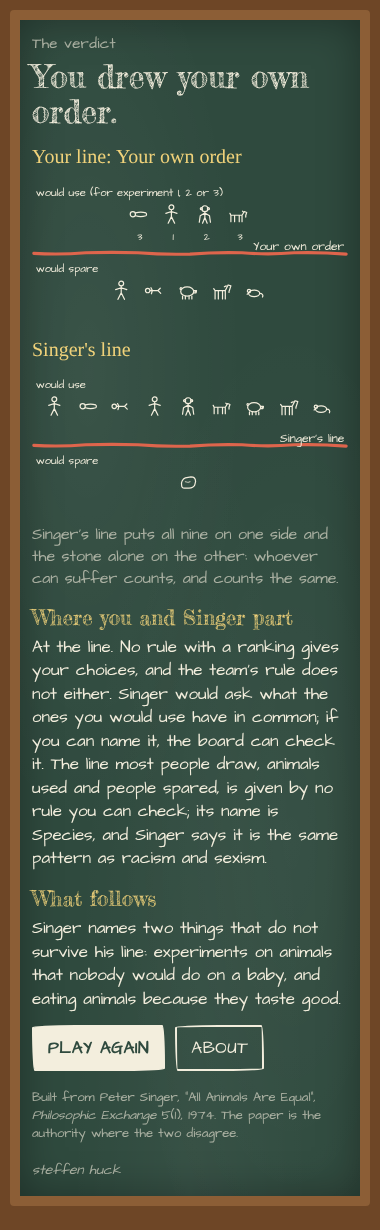 The verdict
You drew your own
order.
Your line: Your own order
would use (for experiment 1, 2 or 3)
3 1 2 3
Your own order
would spare
Singer's line
would use
Singer's line
would spare
Singer's line puts all nine on one side and
the stone alone on the other: whoever
can suffer counts, and counts the same.
Where you and Singer part
At the line. No rule with a ranking gives
your choices, and the team's rule does
not either. Singer would ask what the
ones you would use have in common; if
you can name it, the board can check
it. The line most people draw, animals
used and people spared, is given by no
rule you can check; its name is
Species, and Singer says it is the same
pattern as racism and sexism.
What follows
Singer names two things that do not
survive his line: experiments on animals
that nobody would do on a baby, and
eating animals because they taste good.
PLAY AGAIN ABOUT
Built from Peter Singer, "All Animals Are Equal",
Philosophic Exchange 5(1), 1974. The paper is the
authority where the two disagree.
steffen huck